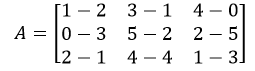 A = [1 − 2 3 − 1 4 − 0
0 − 3 5 − 2 2 − 5
2 − 1 4 − 4 1 − 3]